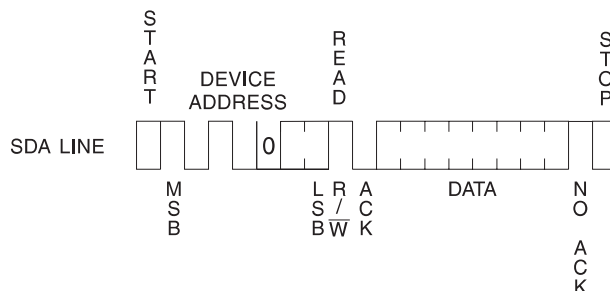 START
READ
STOP
DEVICE
ADDRESS
SDA LINE
0
MSB
LSB
R/W̅
ACK
DATA
NO ACK